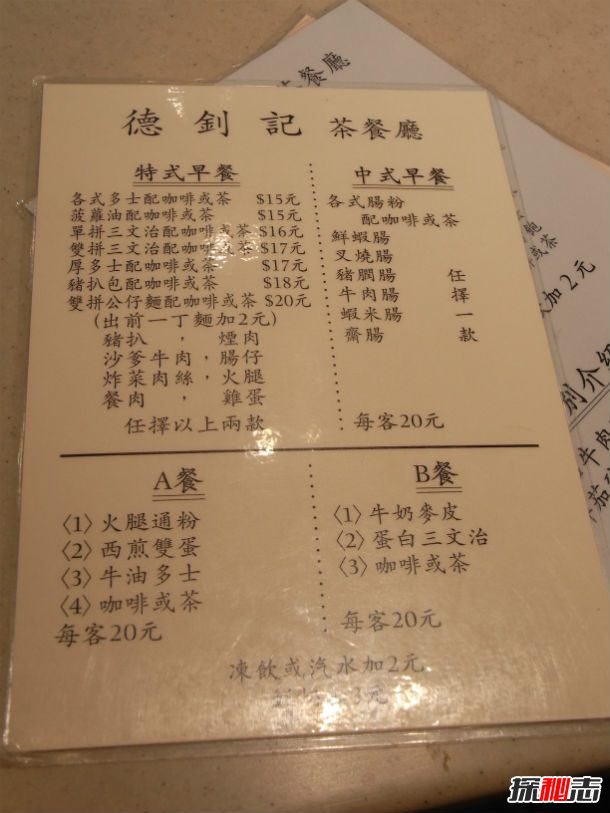 德釗記 茶餐廳
特式早餐
各式多士配咖啡或茶 $15元
菠蘿油配咖啡或茶 $15元
單拼三文治配咖啡或茶 $16元
雙拼三文治配咖啡或茶 $17元
厚多士配咖啡或茶 $17元
豬扒包配咖啡或茶 $18元
雙拼公仔麵配咖啡或茶 $20元
(出前一丁麵加2元)
豬扒 , 煙肉
沙爹牛肉,腸仔
炸菜肉絲,火腿
餐肉 , 雞蛋
任擇以上兩款
中式早餐
各式腸粉
配咖啡或茶
鮮蝦腸
叉燒腸
豬膶腸 任
牛肉腸 擇
蝦米腸 一
齋腸 款
每客20元
A餐
〈1〉火腿通粉
〈2〉西煎雙蛋
〈3〉牛油多士
〈4〉咖啡或茶
每客20元
B餐
〈1〉牛奶麥皮
〈2〉蛋白三文治
〈3〉咖啡或茶
每客20元
凍飲或汽水加2元
3元
餐廳
或茶
加2元
別介紹
牛肉
茄
探秘志